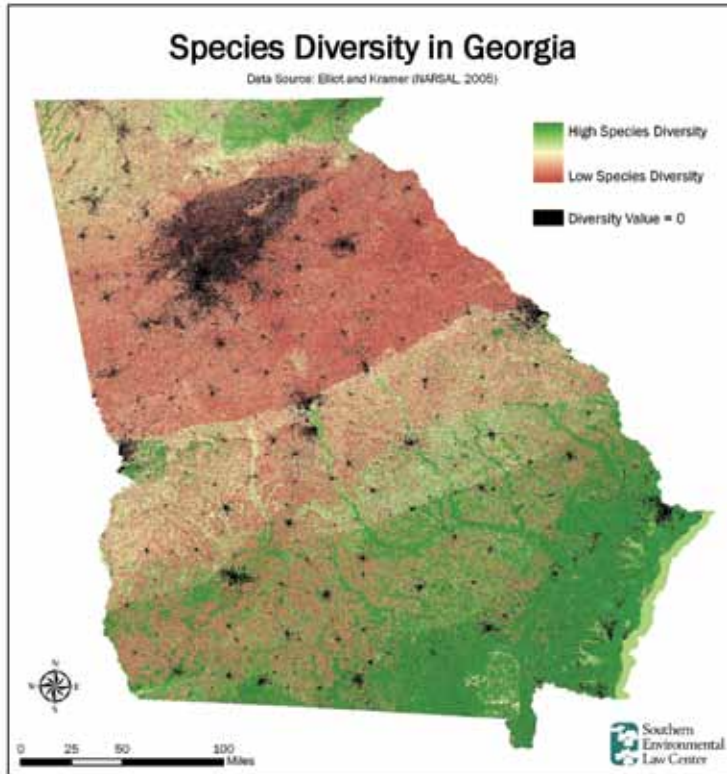 Species Diversity in Georgia
Data Source: Elliot and Kramer (NARSAL, 2005)
High Species Diversity
Low Species Diversity
Diversity Value = 0
N
W E
S
0 25 50 100
Miles
Southern
Environmental
Law Center